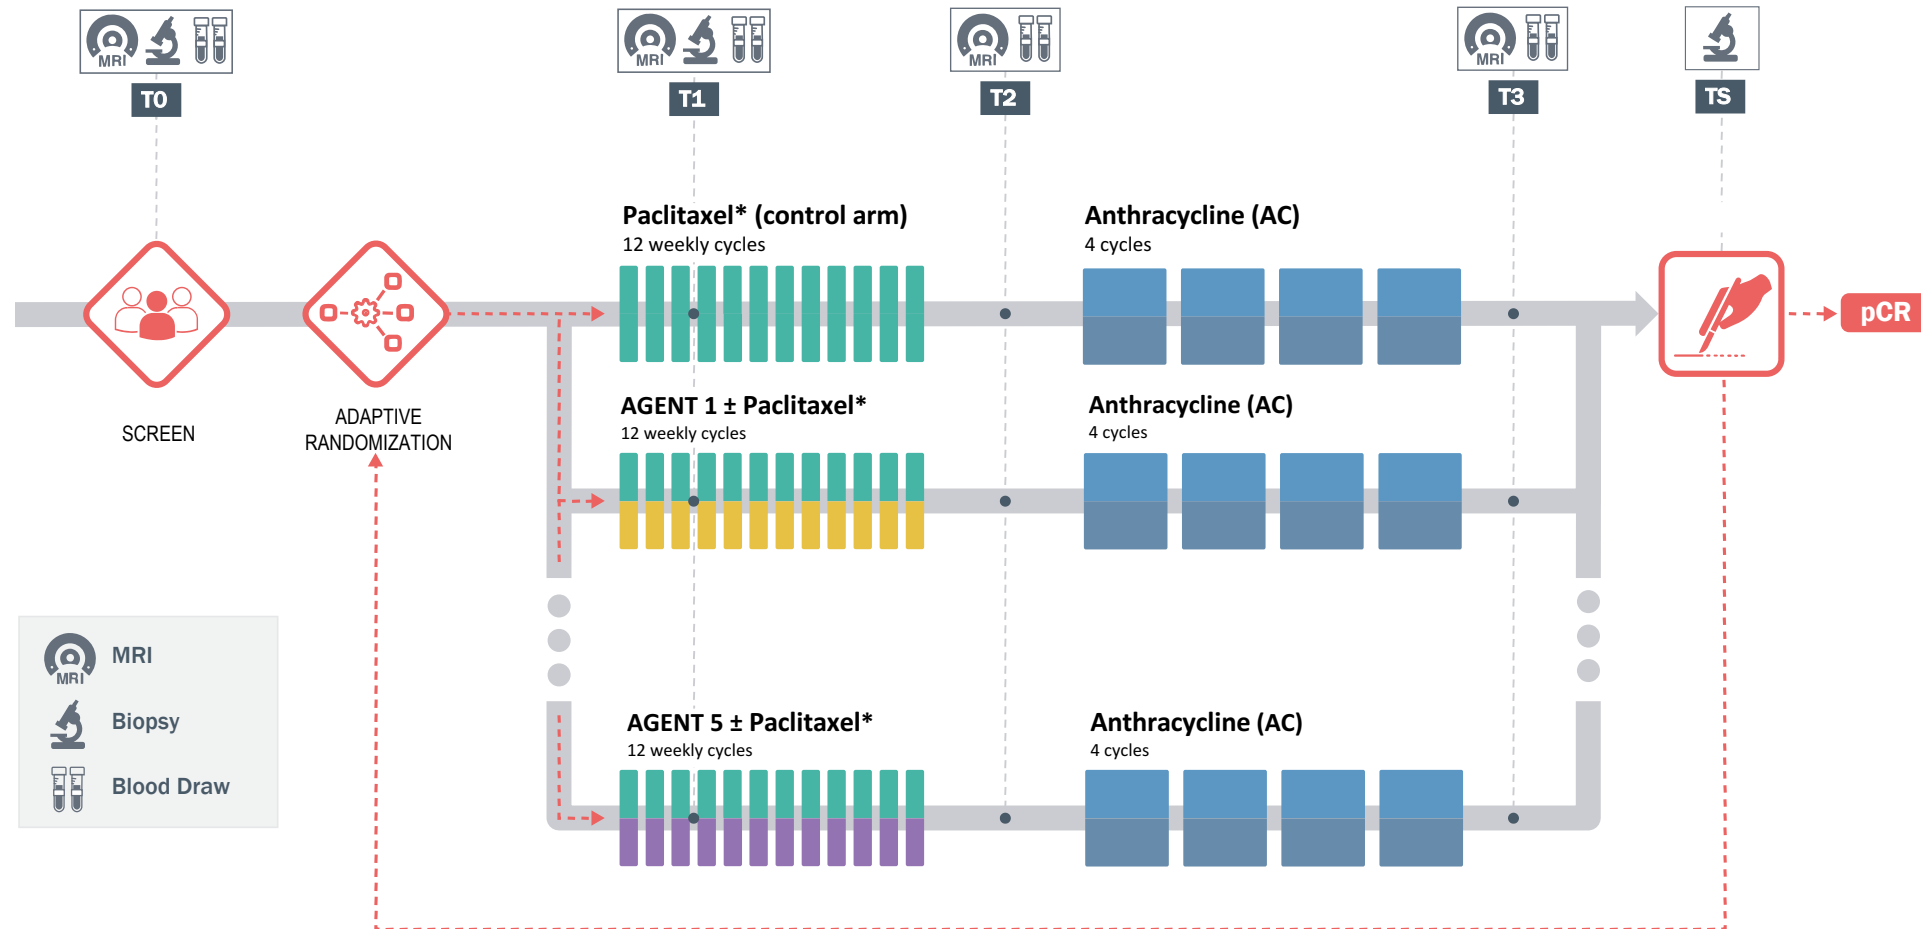 MRI
MRI
MRI
MRI
T0
T1
T2
T3
TS
Paclitaxel* (control arm)
12 weekly cycles
Anthracycline (AC)
4 cycles
pCR
SCREEN
ADAPTIVE
RANDOMIZATION
AGENT 1 ± Paclitaxel*
12 weekly cycles
Anthracycline (AC)
4 cycles
MRI
MRI
Biopsy
Blood Draw
AGENT 5 ± Paclitaxel*
12 weekly cycles
Anthracycline (AC)
4 cycles